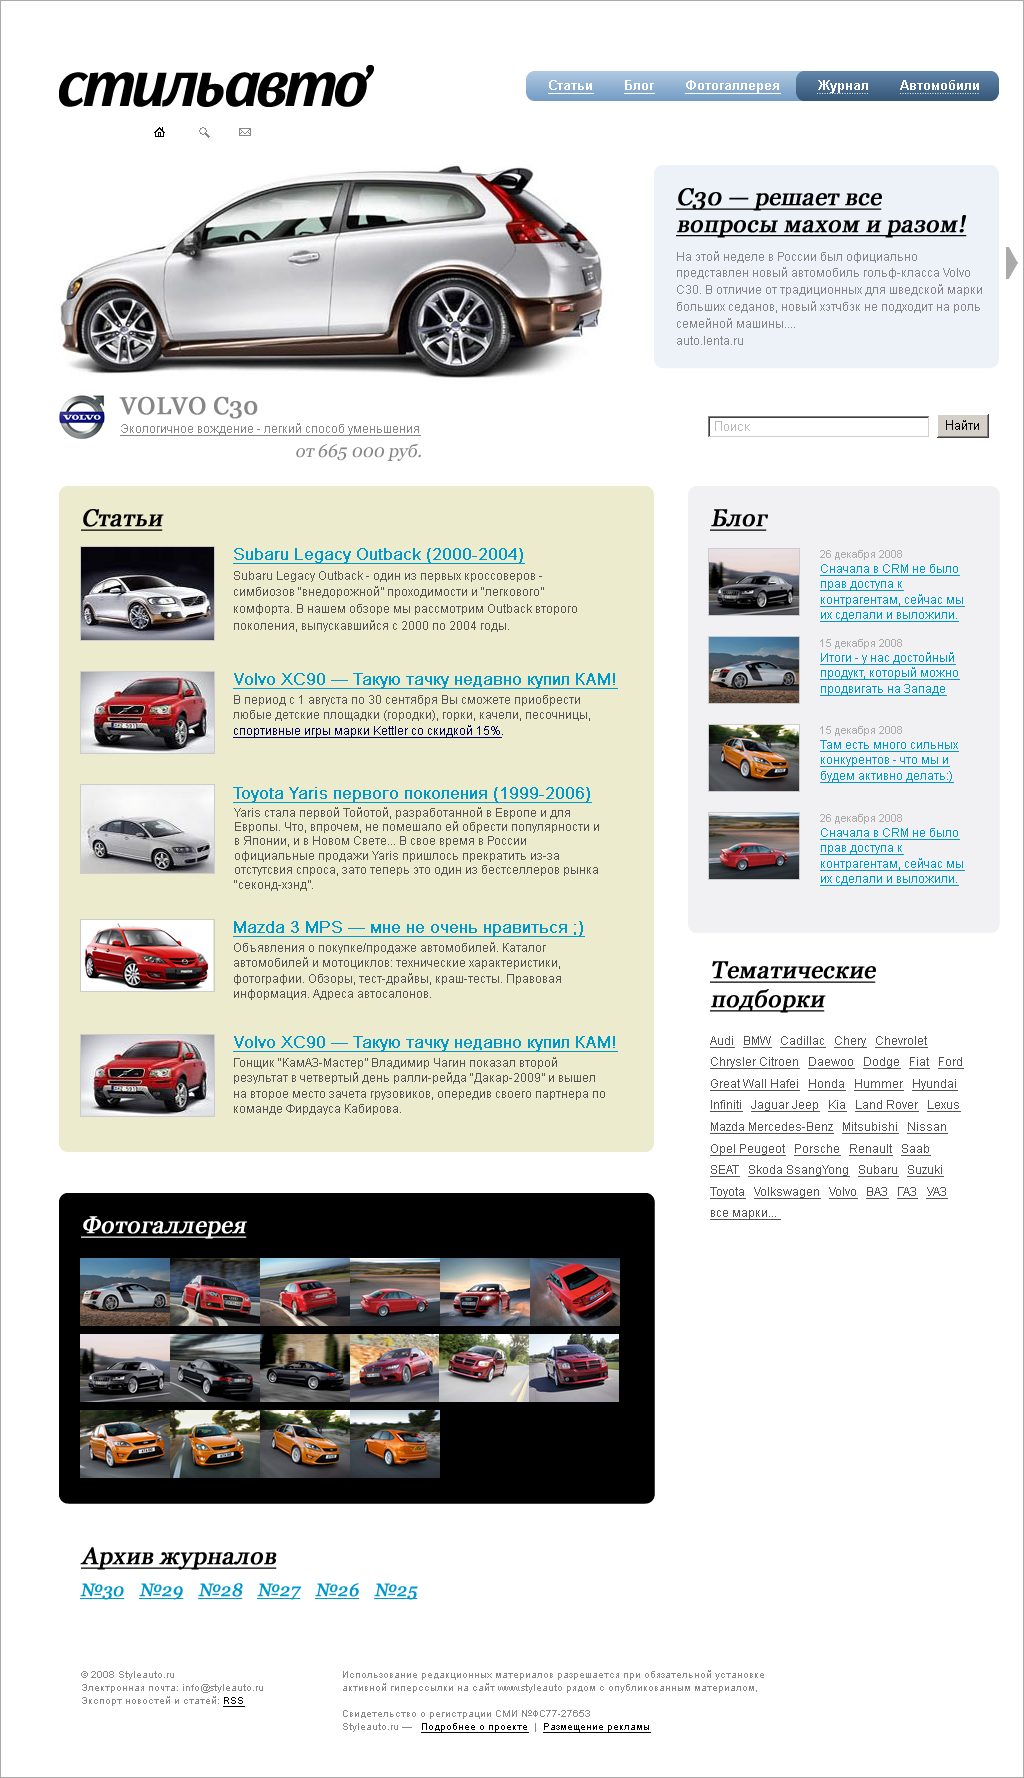 стильавто
Статьи Блог Фотогаллерея Журнал Автомобили
С30 — решает все
вопросы махом и разом!
На этой неделе в России был официально
представлен новый автомобиль гольф-класса Volvo
С30. В отличие от традиционных для шведской марки
больших седанов, новый хэтчбэк не подходит на роль
семейной машины....
auto.lenta.ru
VOLVO
VOLVO C30
Экологичное вождение - легкий способ уменьшения
от 665 000 руб.
Поиск Найти
Статьи
Subaru Legacy Outback (2000-2004)
Subaru Legacy Outback - один из первых кроссоверов -
симбиозов "внедорожной" проходимости и "легкового"
комфорта. В нашем обзоре мы рассмотрим Outback второго
поколения, выпускавшийся с 2000 по 2004 годы.
Volvo XC90 — Такую тачку недавно купил КАМ!
В период с 1 августа по 30 сентября Вы сможете приобрести
любые детские площадки (городки), горки, качели, песочницы,
спортивные игры марки Kettler со скидкой 15%.
Toyota Yaris первого поколения (1999-2006)
Yaris стала первой Тойотой, разработанной в Европе и для
Европы. Что, впрочем, не помешало ей обрести популярности и
в Японии, и в Новом Свете... В свое время в России
официальные продажи Yaris пришлось прекратить из-за
отстутсвия спроса, зато теперь это один из бестселлеров рынка
"секонд-хэнд".
Mazda 3 MPS — мне не очень нравиться ;)
Объявления о покупке/продаже автомобилей. Каталог
автомобилей и мотоциклов: технические характеристики,
фотографии. Обзоры, тест-драйвы, краш-тесты. Правовая
информация. Адреса автосалонов.
Volvo XC90 — Такую тачку недавно купил КАМ!
Гонщик "КамАЗ-Мастер" Владимир Чагин показал второй
результат в четвертый день ралли-рейда "Дакар-2009" и вышел
на второе место зачета грузовиков, опередив своего партнера по
команде Фирдауса Кабирова.
Блог
26 декабря 2008
Сначала в CRM не было
прав доступа к
контрагентам, сейчас мы
их сделали и выложили.
15 декабря 2008
Итоги - у нас достойный
продукт, который можно
продвигать на Западе
15 декабря 2008
Там есть много сильных
конкурентов - что мы и
будем активно делать:)
26 декабря 2008
Сначала в CRM не было
прав доступа к
контрагентам, сейчас мы
их сделали и выложили.
Тематические
подборки
Audi BMW Cadillac Chery Chevrolet
Chrysler Citroen Daewoo Dodge Fiat Ford
Great Wall Hafei Honda Hummer Hyundai
Infiniti Jaguar Jeep Kia Land Rover Lexus
Mazda Mercedes-Benz Mitsubishi Nissan
Opel Peugeot Porsche Renault Saab
SEAT Skoda SsangYong Subaru Suzuki
Toyota Volkswagen Volvo ВАЗ ГАЗ УАЗ
все марки...
Фотогаллерея
Архив журналов
№30 №29 №28 №27 №26 №25
© 2008 Styleauto.ru
Электронная почта: info@styleauto.ru
Экспорт новостей и статей: RSS
Использование редакционных материалов разрешается при обязательной установке
активной гиперссылки на сайт www.styleauto рядом с опубликованным материалом.
Свидетельство о регистрации СМИ №ФС77-27653
Styleauto.ru — Подробнее о проекте | Размещение рекламы